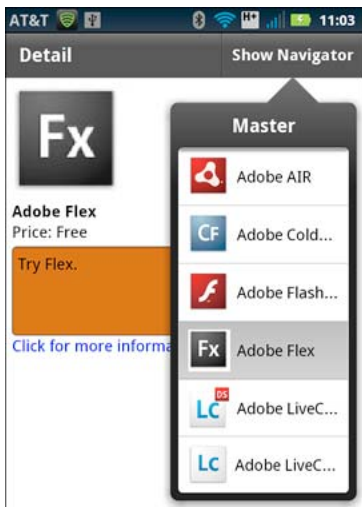 AT&T H+ 11:03
Detail
Show Navigator
Fx
Adobe Flex
Price: Free
Try Flex.
Click for more informa
Master
Adobe AIR
CF Adobe Cold...
Adobe Flash...
Fx Adobe Flex
Lc DS Adobe LiveC...
LC Adobe LiveC...